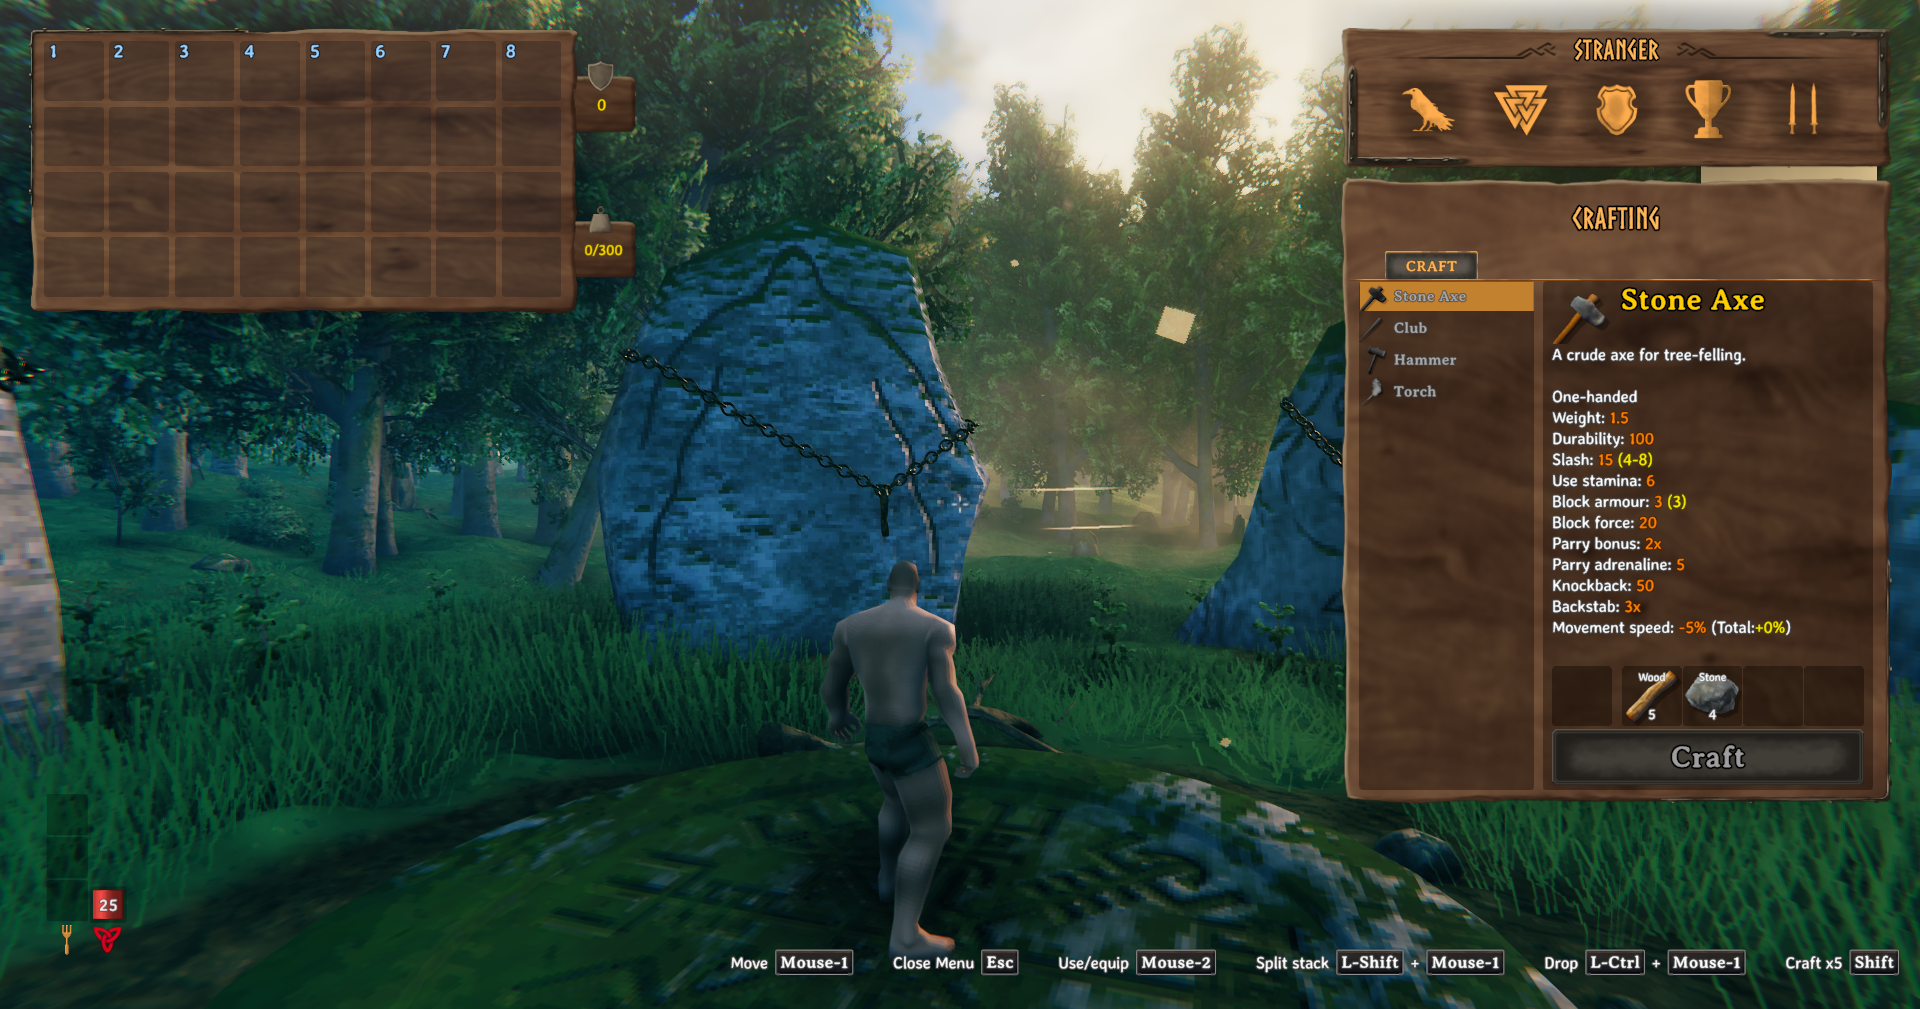 1 2 3 4 5 6 7 8
0
0/300
STRANGER
CRAFTING
CRAFT
Stone Axe
Club
Hammer
Torch
Stone Axe
A crude axe for tree-felling.
One-handed
Weight: 1.5
Durability: 100
Slash: 15 (4-8)
Use stamina: 6
Block armour: 3 (3)
Block force: 20
Parry bonus: 2x
Parry adrenaline: 5
Knockback: 50
Backstab: 3x
Movement speed: -5% (Total:+0%)
Wood Stone
5 4
Craft
25
Move Mouse-1 Close Menu Esc Use/equip Mouse-2 Split stack L-Shift + Mouse-1 Drop L-Ctrl + Mouse-1 Craft x5 Shift